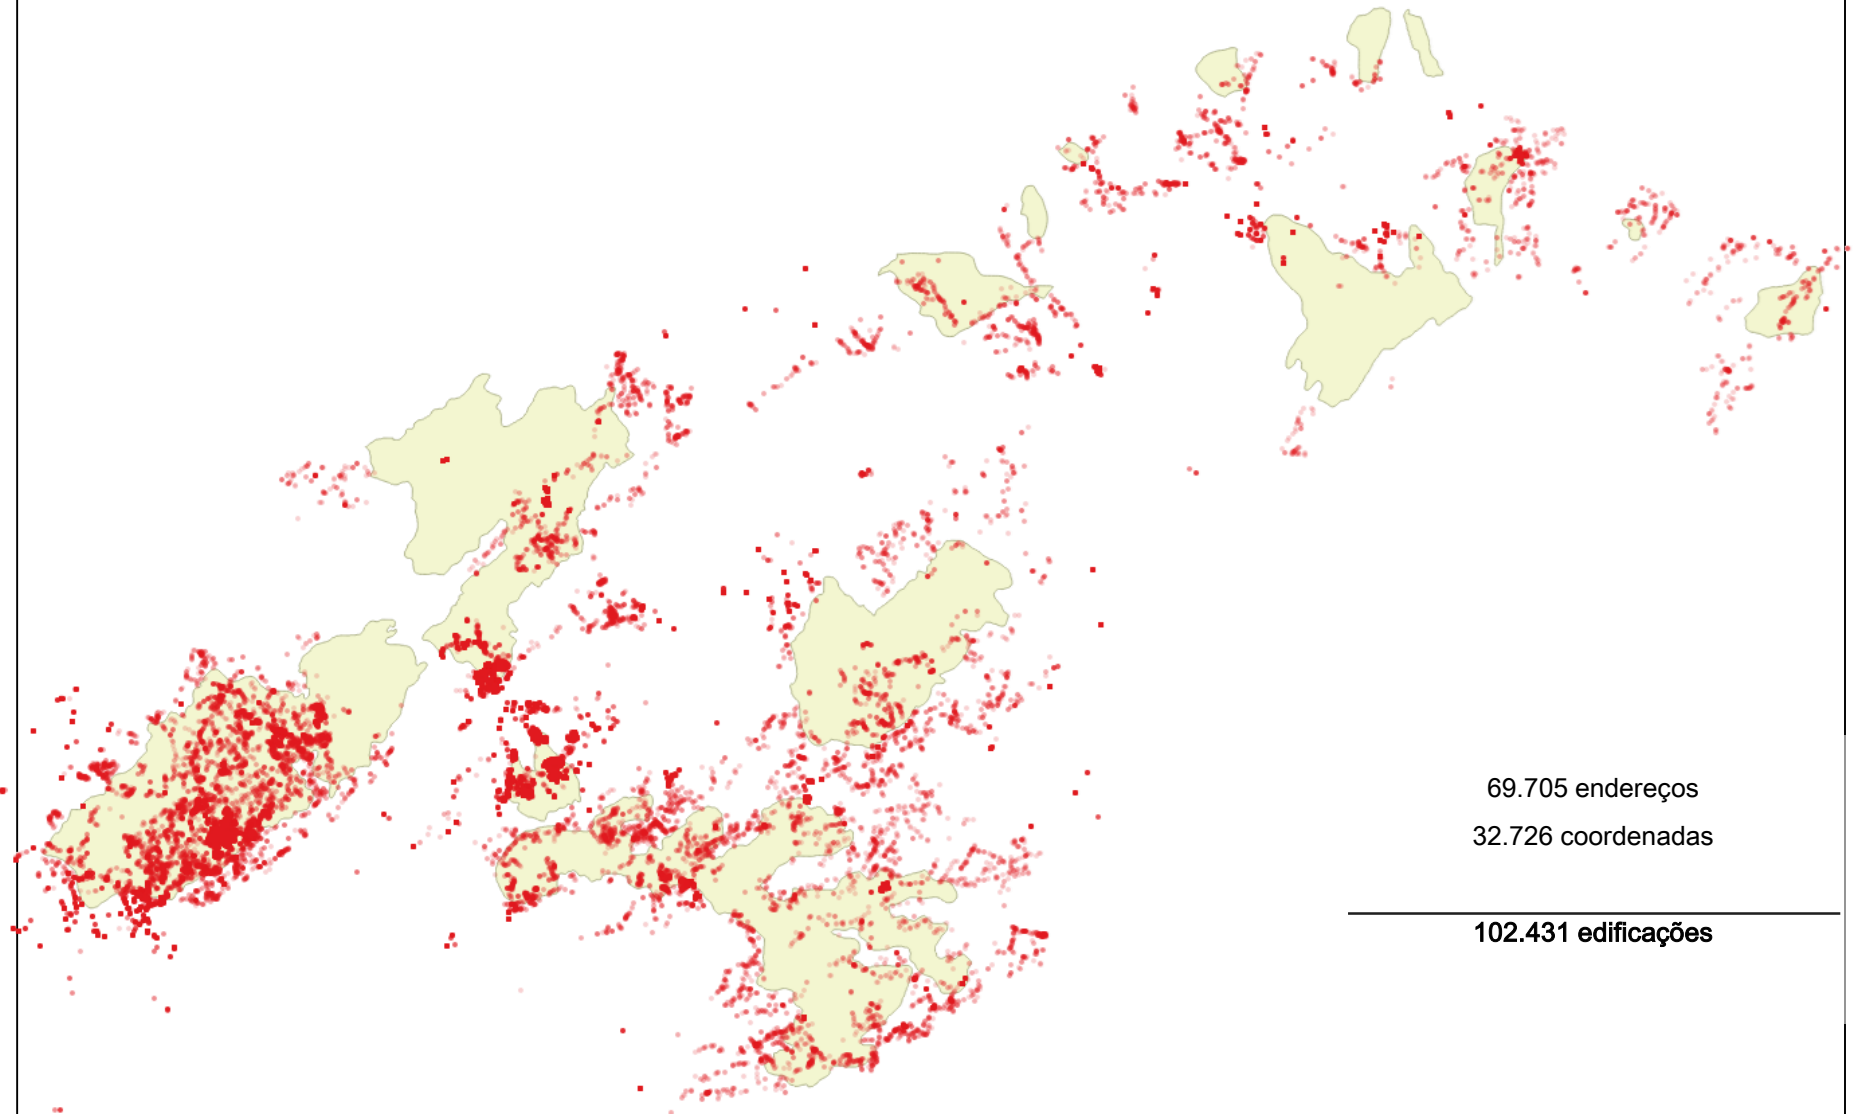 69.705 endereços
32.726 coordenadas
102.431 edificações